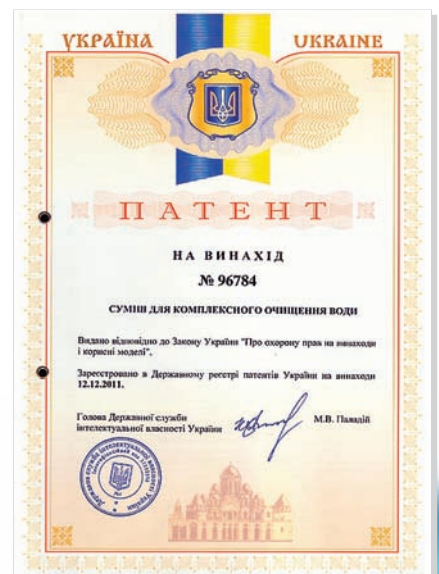 УКРАЇНА
UKRAINE
ПАТЕНТ
НА ВИНАХІД
№ 96784
СУМІШ ДЛЯ КОМПЛЕКСНОГО ОЧИЩЕННЯ ВОДИ
Видано відповідно до Закону України "Про охорону прав на винаходи
і корисні моделі".
Зареєстровано в Державному реєстрі патентів України на винаходи
12.12.2011.
Голова Державної служби
інтелектуальної власності України
М.В. Паладій